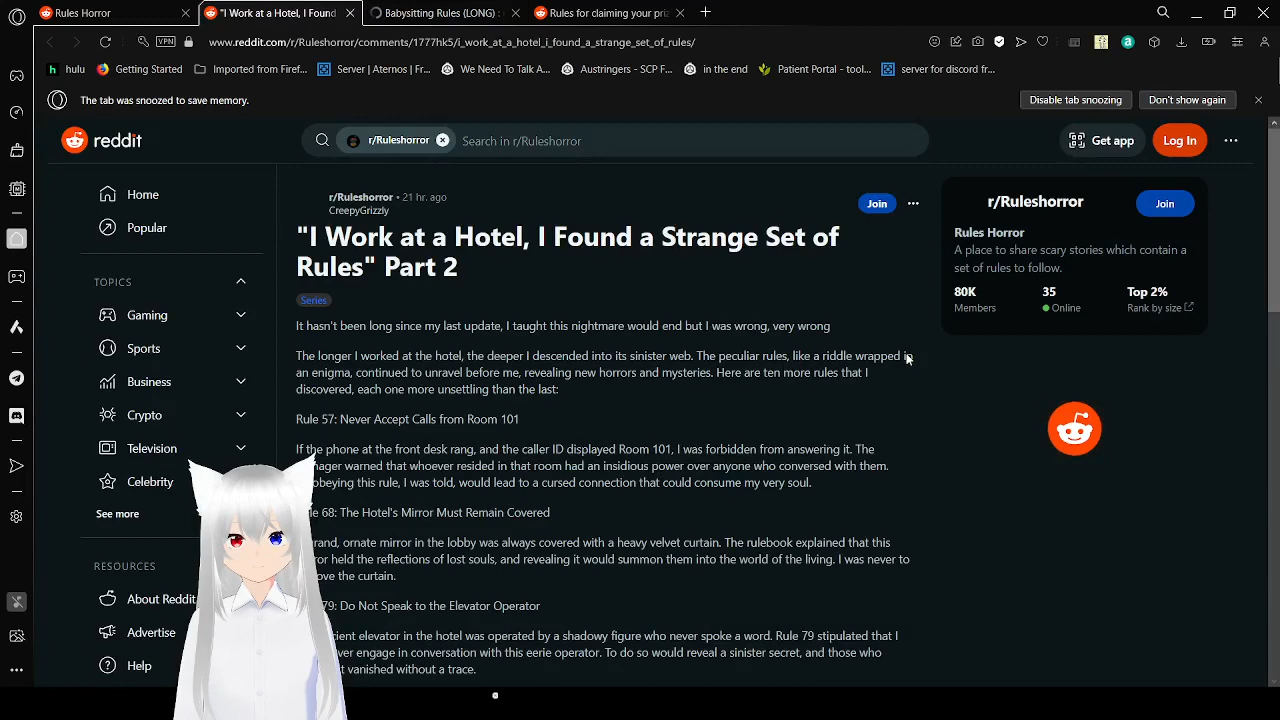 Rules Horror
"I Work at a Hotel, I Found
Babysitting Rules (LONG) :
Rules for claiming your priz
VPN
www.reddit.com/r/Ruleshorror/comments/1777hk5/i_work_at_a_hotel_i_found_a_strange_set_of_rules/
hulu
Getting Started
Imported from Firef...
Server | Aternos | Fr...
We Need To Talk A...
Austringers - SCP F...
in the end
Patient Portal - tool...
server for discord fr...
The tab was snoozed to save memory.
Disable tab snoozing
Don't show again
reddit
r/Ruleshorror
Search in r/Ruleshorror
Get app
Log In
Home
Popular
TOPICS
Gaming
Sports
Business
Crypto
Television
Celebrity
See more
RESOURCES
About Reddit
Advertise
Help
r/Ruleshorror • 21 hr. ago
CreepyGrizzly
Join
"I Work at a Hotel, I Found a Strange Set of
Rules" Part 2
Series
It hasn't been long since my last update, I taught this nightmare would end but I was wrong, very wrong
The longer I worked at the hotel, the deeper I descended into its sinister web. The peculiar rules, like a riddle wrapped in
an enigma, continued to unravel before me, revealing new horrors and mysteries. Here are ten more rules that I
discovered, each one more unsettling than the last:
Rule 57: Never Accept Calls from Room 101
If the phone at the front desk rang, and the caller ID displayed Room 101, I was forbidden from answering it. The
warned that whoever resided in that room had an insidious power over anyone who conversed with them.
obeying this rule, I was told, would lead to a cursed connection that could consume my very soul.
68: The Hotel's Mirror Must Remain Covered
ornate mirror in the lobby was always covered with a heavy velvet curtain. The rulebook explained that this
held the reflections of lost souls, and revealing it would summon them into the world of the living. I was never to
the curtain.
79: Do Not Speak to the Elevator Operator
elevator in the hotel was operated by a shadowy figure who never spoke a word. Rule 79 stipulated that I
engage in conversation with this eerie operator. To do so would reveal a sinister secret, and those who
vanished without a trace.
r/Ruleshorror
Join
Rules Horror
A place to share scary stories which contain a
set of rules to follow.
80K
35
Top 2%
Members
Online
Rank by size